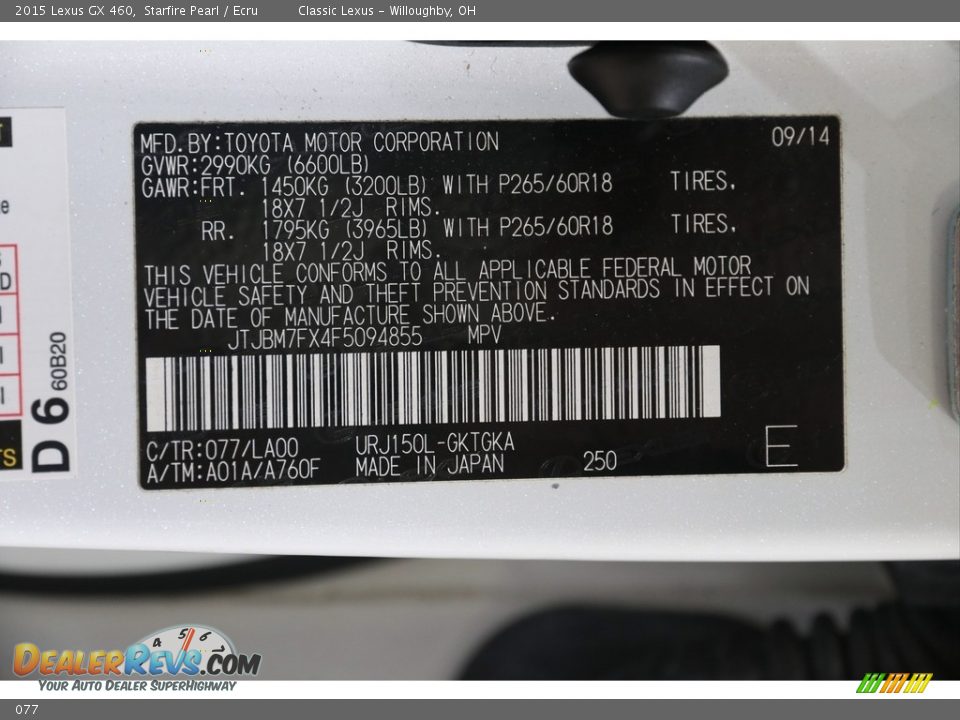 2015 Lexus GX 460, Starfire Pearl / Ecru Classic Lexus - Willoughby, OH
MFD.BY:TOYOTA MOTOR CORPORATION 09/14
GVWR:2990KG (6600LB)
GAWR:FRT. 1450KG (3200LB) WITH P265/60R18 TIRES.
18X7 1/2J RIMS.
RR. 1795KG (3965LB) WITH P265/60R18 TIRES.
18X7 1/2J RIMS.
THIS VEHICLE CONFORMS TO ALL APPLICABLE FEDERAL MOTOR
VEHICLE SAFETY AND THEFT PREVENTION STANDARDS IN EFFECT ON
THE DATE OF MANUFACTURE SHOWN ABOVE.
JTJBM7FX4F5094855 MPV
C/TR:077/LA00 URJ150L-GKTGKA
A/TM:A01A/A760F MADE IN JAPAN 250 E
D 6 60B20
4 5 6 7
DEALERREVS.COM
YOUR AUTO DEALER SUPERHIGHWAY
077